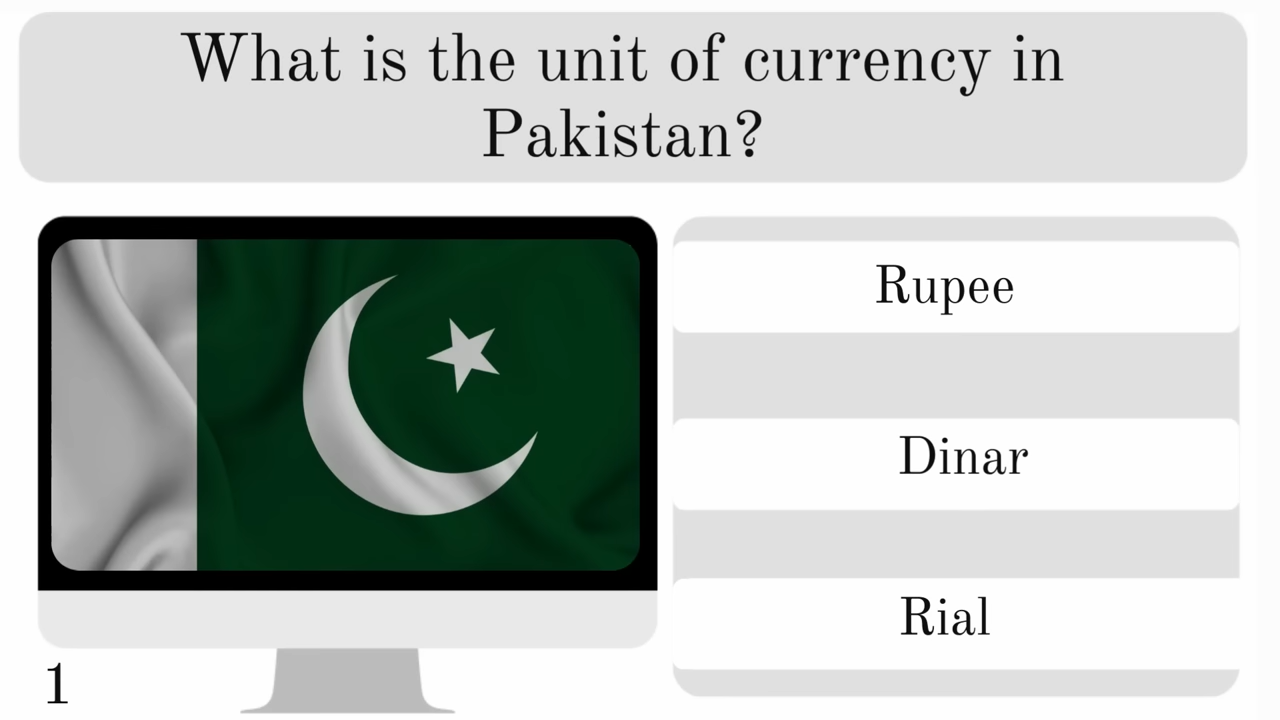 What is the unit of currency in
Pakistan?
Rupee
Dinar
Rial
1